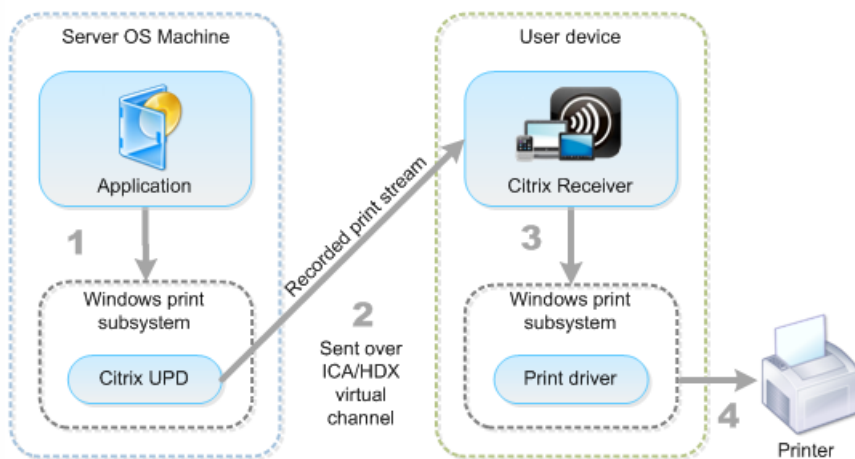 Server OS Machine
Application
1
Windows print
subsystem
Citrix UPD
Recorded print stream
2
Sent over
ICA/HDX
virtual
channel
User device
Citrix Receiver
3
Windows print
subsystem
Print driver
4
Printer